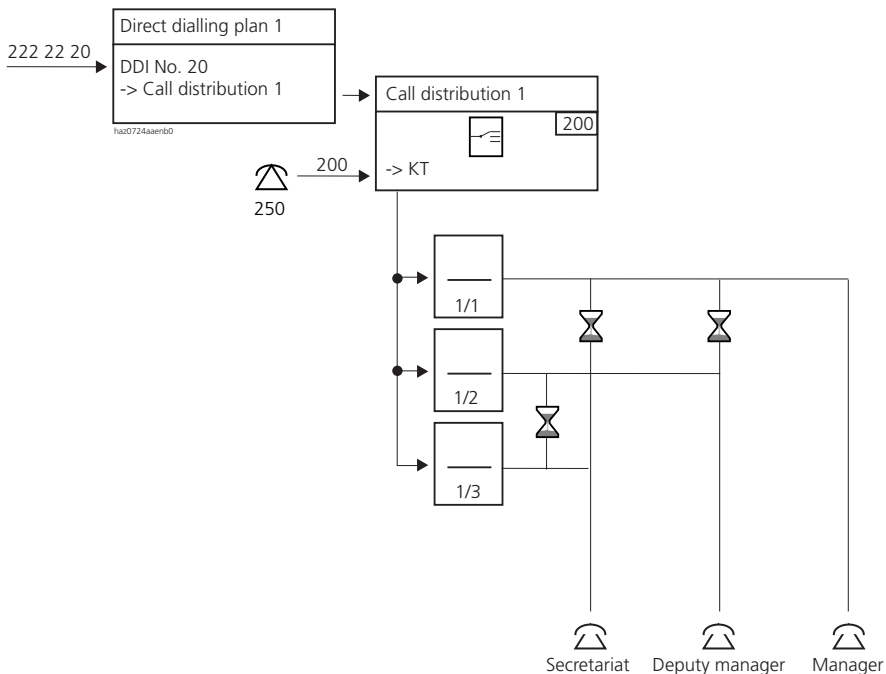 Direct dialling plan 1
222 22 20
DDI No. 20
-> Call distribution 1
haz0724aaenb0
Call distribution 1
200
-> KT
200
250
1/1
1/2
1/3
Secretariat
Deputy manager
Manager